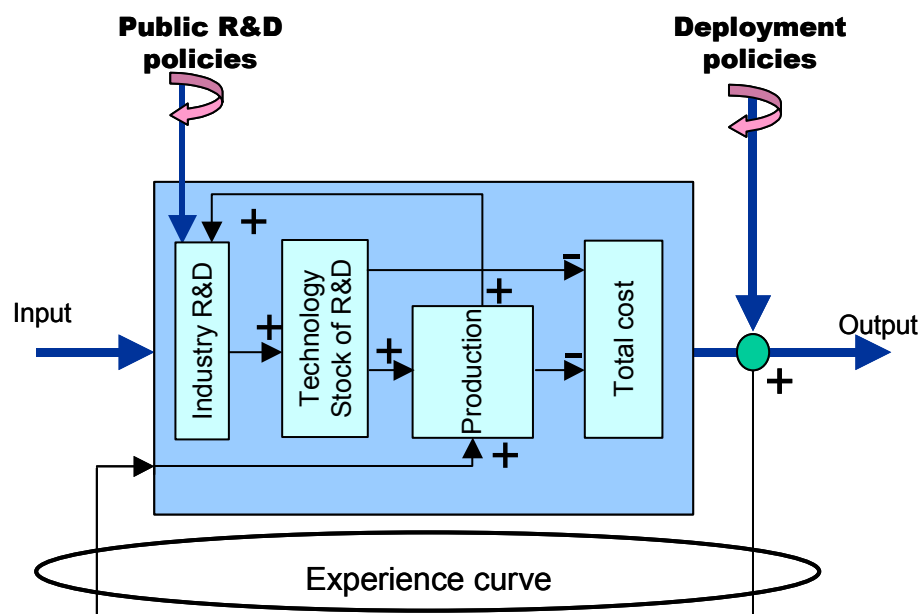 Public R&D
policies
Deployment
policies
+
Input
Industry R&D
+
Technology
Stock of R&D
+
Production
+
+
-
-
Total cost
+
Output
Experience curve